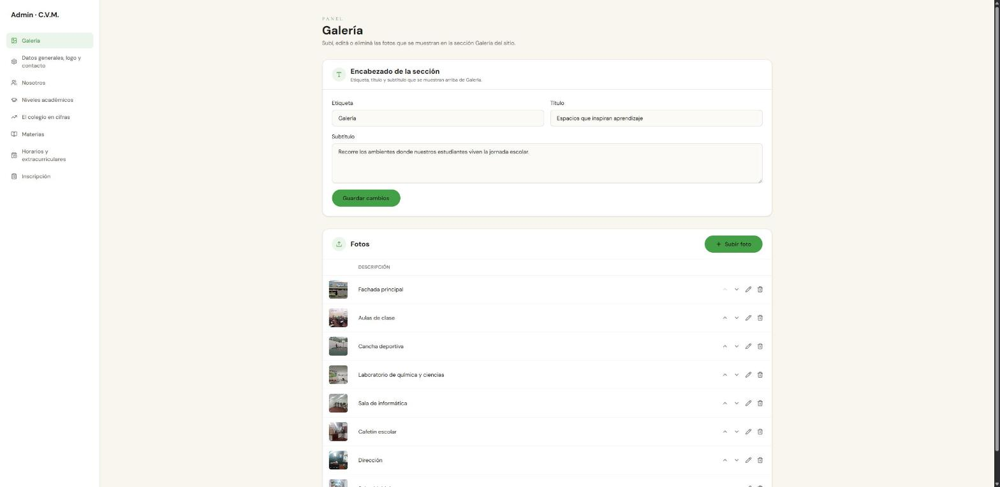 Admin · C.V.M.
Galería
Datos generales, logo y
contacto
Nosotros
Niveles académicos
El colegio en cifras
Materias
Horarios y
extracurriculares
Inscripción
PANEL
Galería
Subí, editá o eliminá las fotos que se muestran en la sección Galería del sitio.
Encabezado de la sección
Etiqueta, título y subtítulo que se muestran arriba de Galería.
Etiqueta
Título
Galería
Espacios que inspiran aprendizaje
Subtítulo
Recorre los ambientes donde nuestros estudiantes viven la jornada escolar.
Guardar cambios
Fotos
Subir foto
DESCRIPCIÓN
Fachada principal
Aulas de clase
Cancha deportiva
Laboratorio de química y ciencias
Sala de informática
Cafetín escolar
Dirección